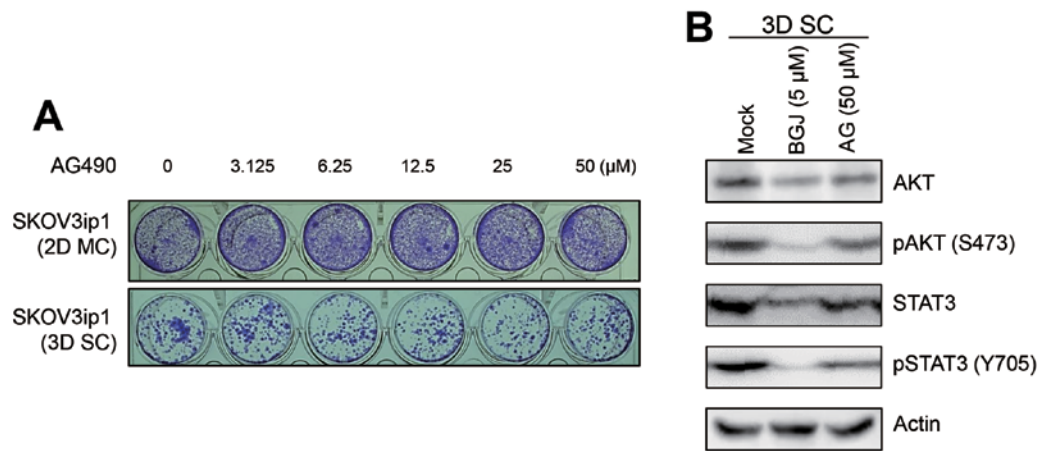 A
AG490 0 3.125 6.25 12.5 25 50 (µM)
SKOV3ip1
(2D MC)
SKOV3ip1
(3D SC)
B
3D SC
Mock
BGJ (5 µM)
AG (50 µM)
AKT
pAKT (S473)
STAT3
pSTAT3 (Y705)
Actin